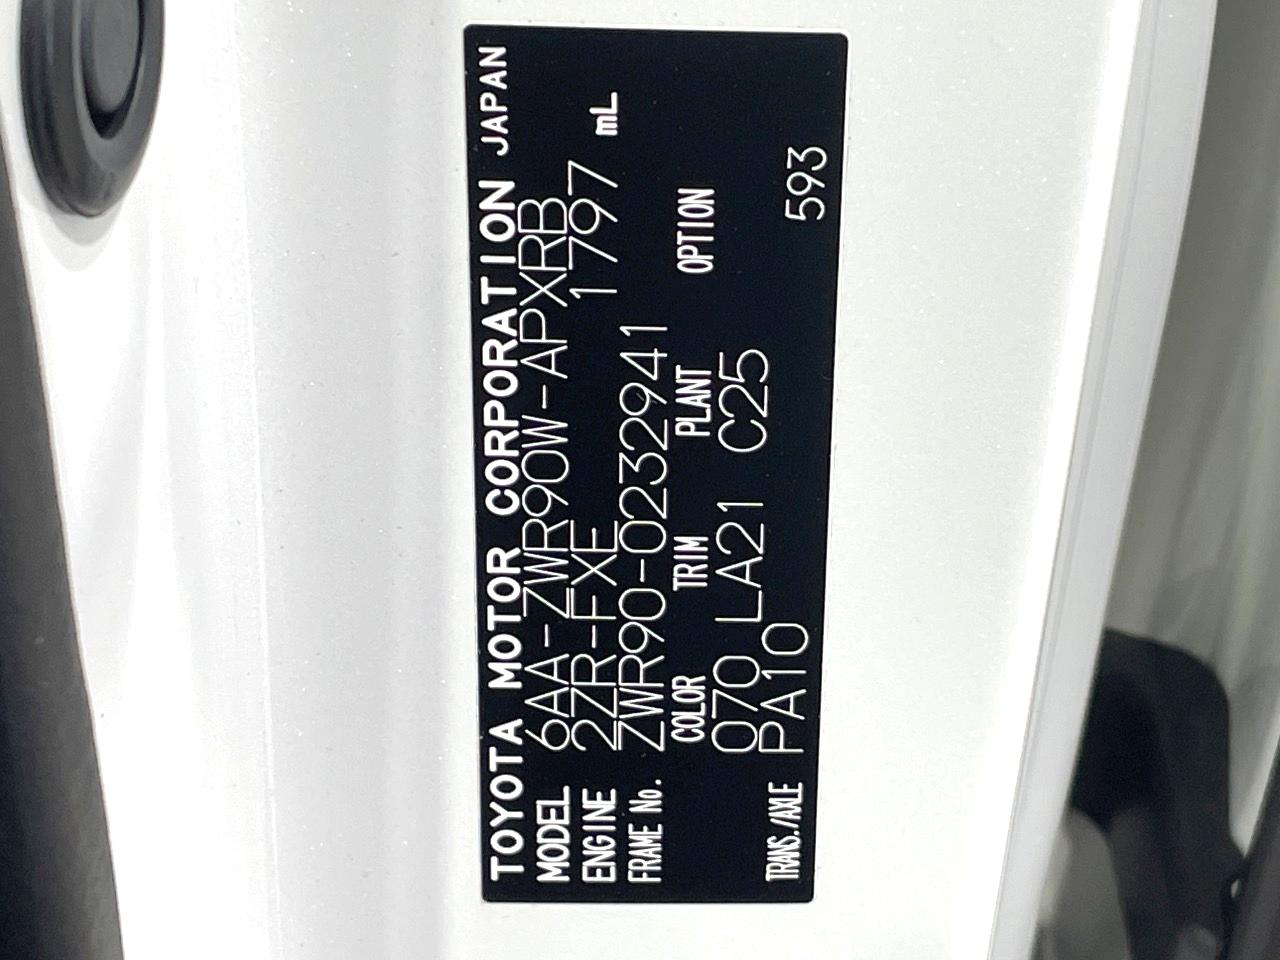 TOYOTA MOTOR CORPORATION JAPAN
MODEL 6AA-ZWR90W-APXRB
ENGINE 2ZR-FXE 1797 mL
FRAME No. ZWR90-0232941
COLOR TRIM PLANT OPTION
070 LA21 C25
TRANS./AXLE PA10 593